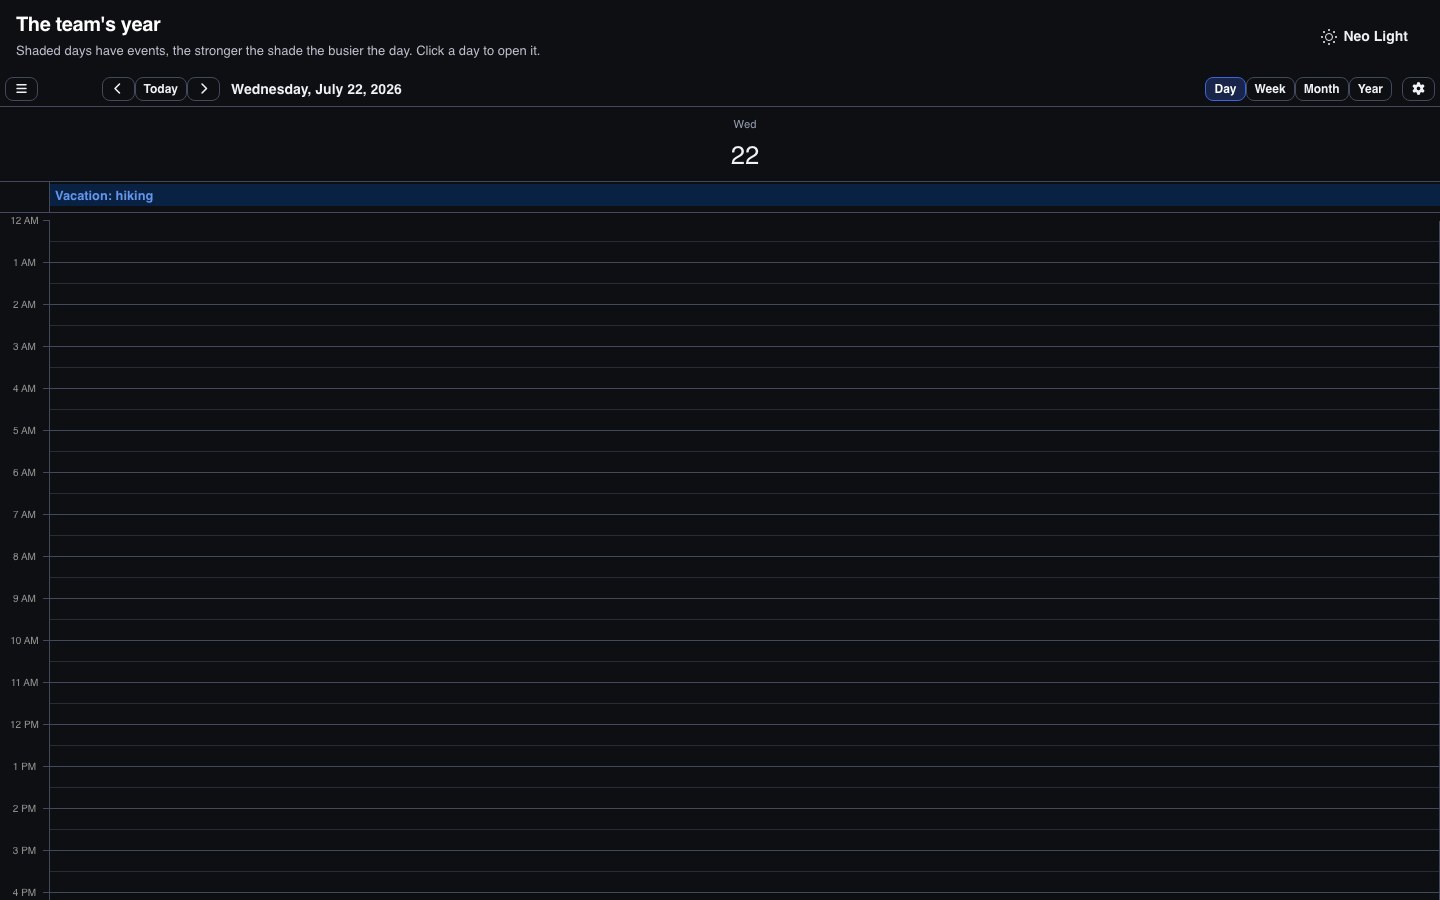 The team's year
Shaded days have events, the stronger the shade the busier the day. Click a day to open it.
Neo Light
Today
Wednesday, July 22, 2026
Day
Week
Month
Year
Wed
22
Vacation: hiking
12 AM
1 AM
2 AM
3 AM
4 AM
5 AM
6 AM
7 AM
8 AM
9 AM
10 AM
11 AM
12 PM
1 PM
2 PM
3 PM
4 PM